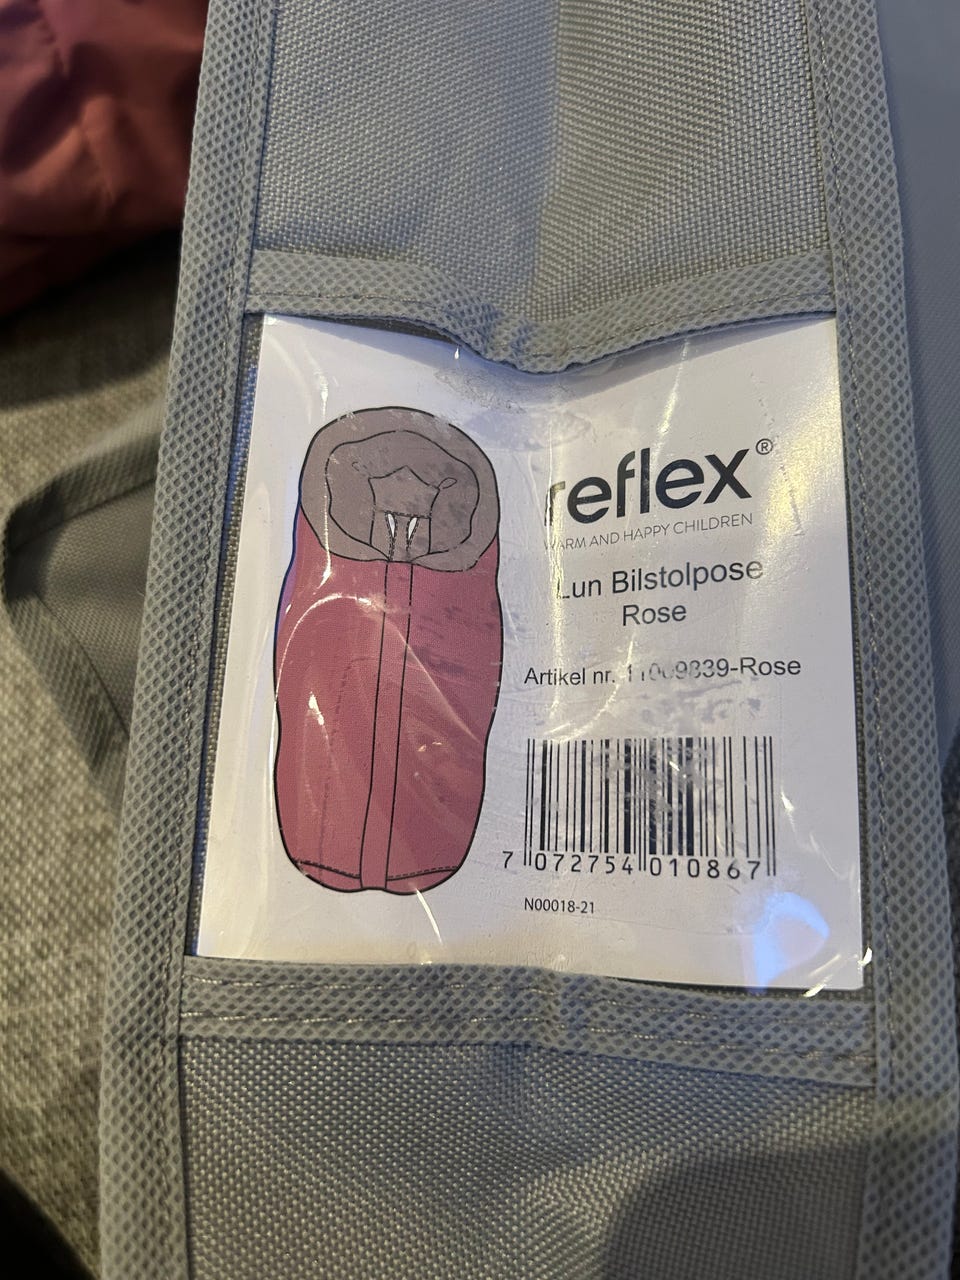 reflex®
WARM AND HAPPY CHILDREN
Lun Bilstolpose
Rose
Artikel nr.
7 072754 010867
N00018-21